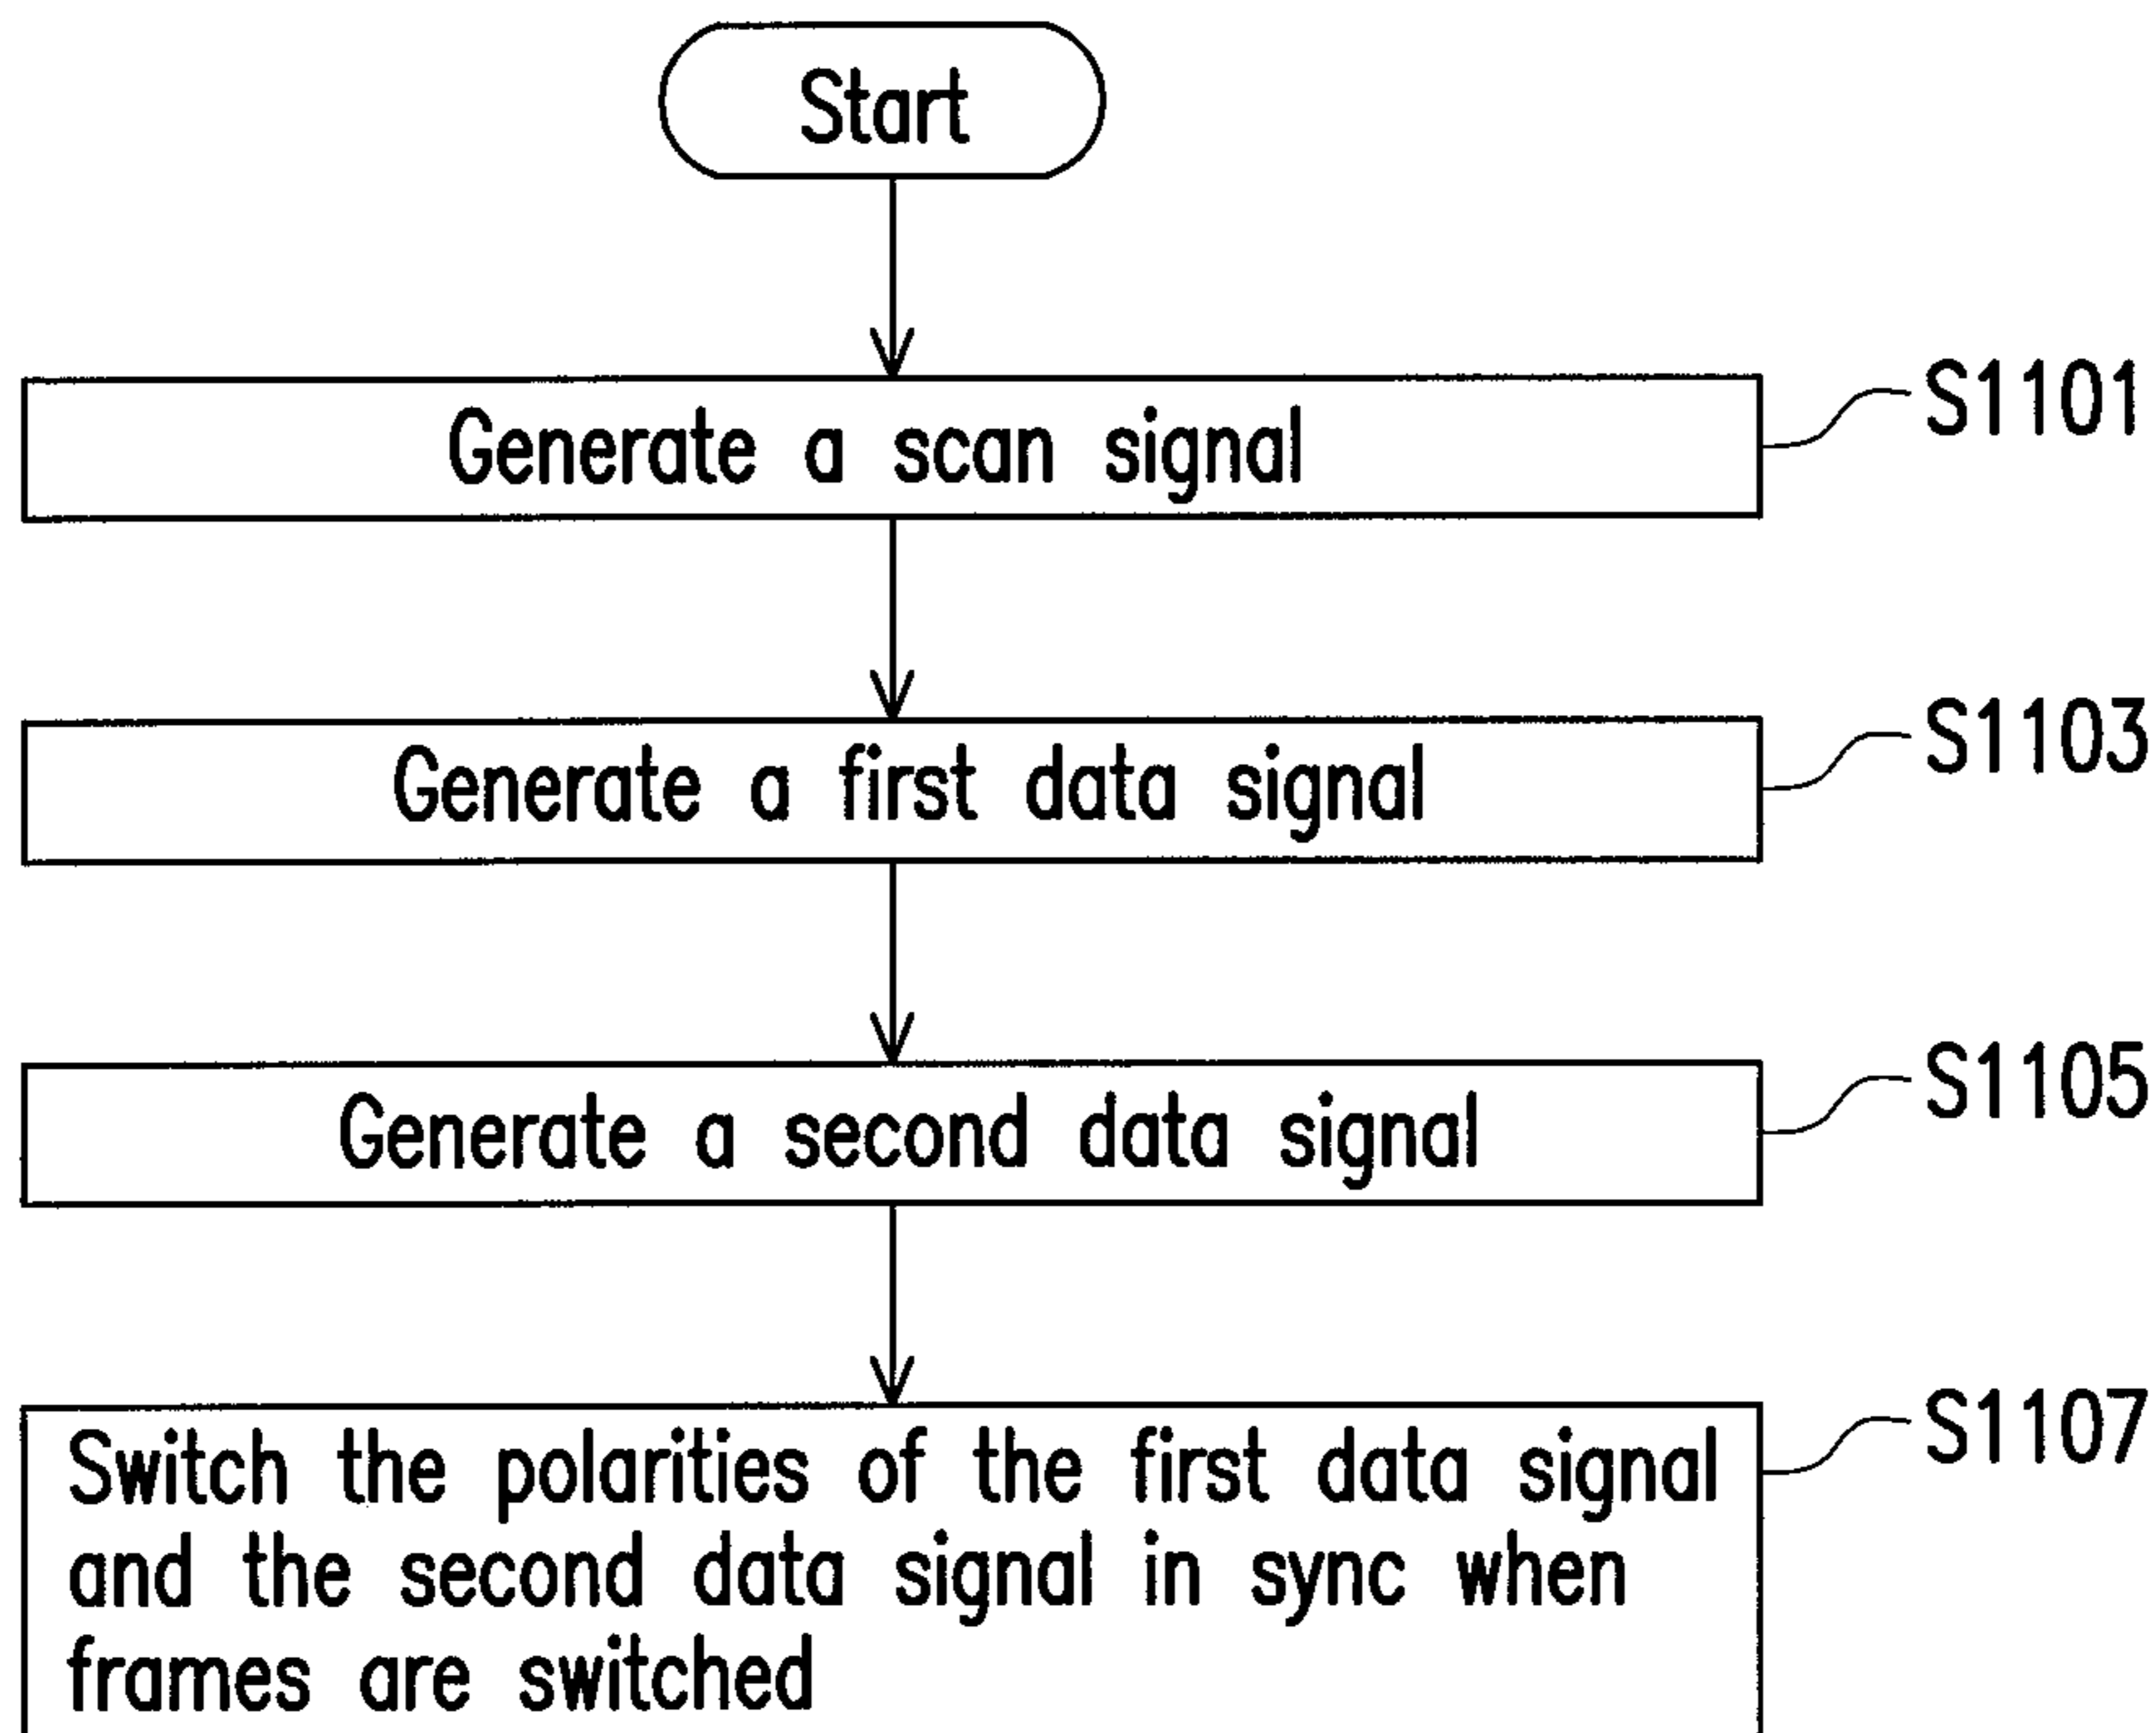 Start
Generate a scan signal
S1101
Generate a first data signal
S1103
Generate a second data signal
S1105
Switch the polarities of the first data signal
and the second data signal in sync when
frames are switched
S1107